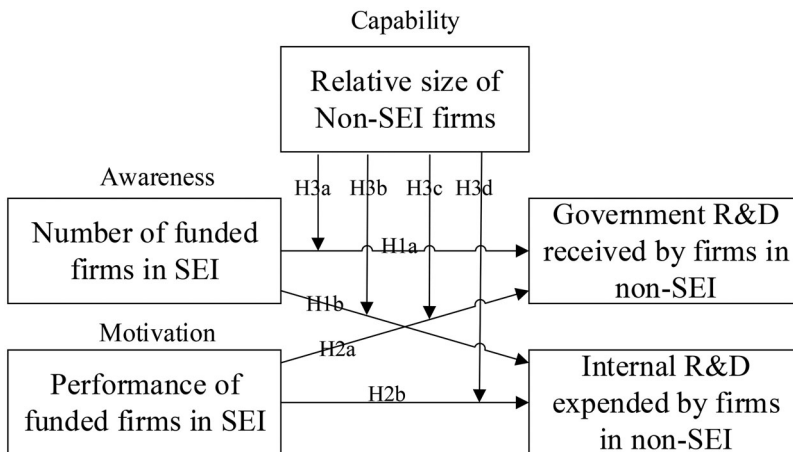 Capability
Relative size of
Non-SEI firms
H3a
H3b
H3c
H3d
Awareness
Number of funded
firms in SEI
H1a
Government R&D
received by firms in
non-SEI
H1b
Motivation
H2a
Performance of
funded firms in SEI
H2b
Internal R&D
expended by firms
in non-SEI